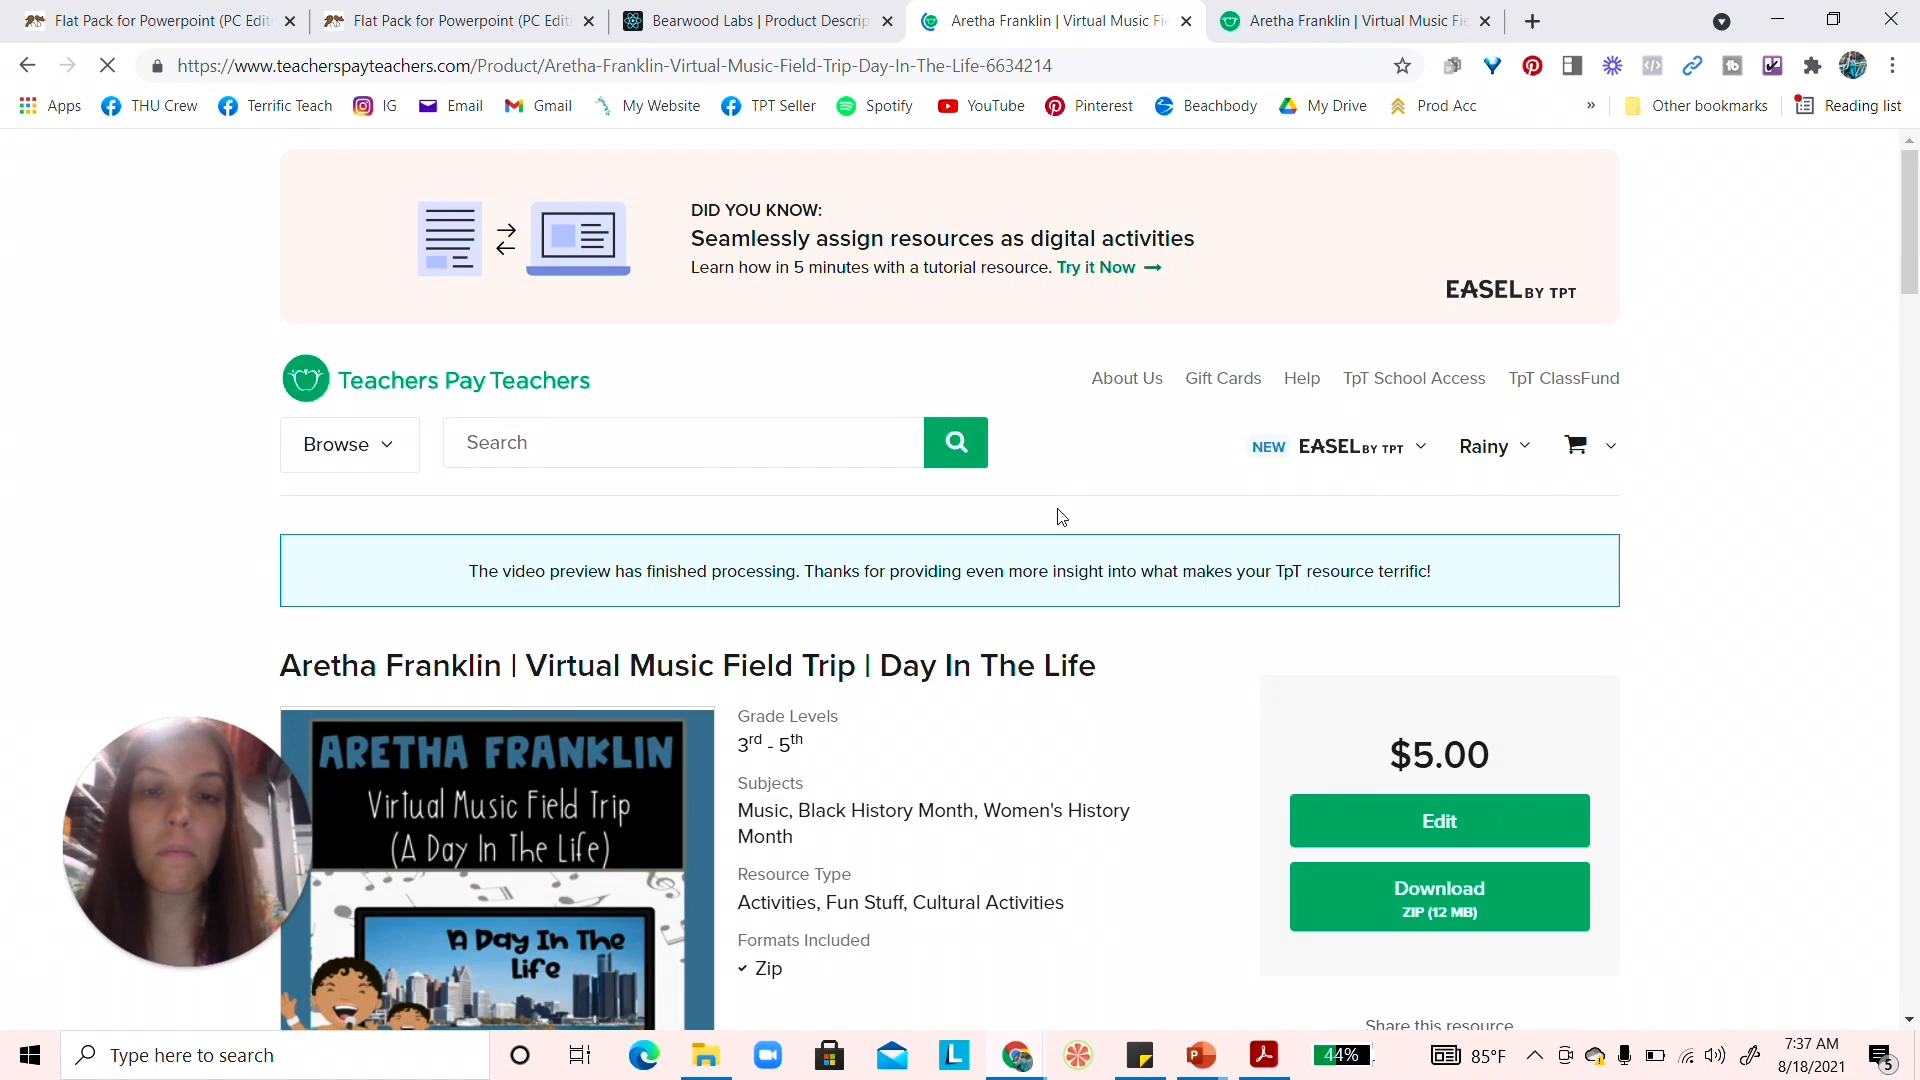 Flat Pack for Powerpoint (PC Edit
Flat Pack for Powerpoint (PC Edit
Bearwood Labs | Product Descrip
Aretha Franklin | Virtual Music Fie
Aretha Franklin | Virtual Music Fie
https://www.teacherspayteachers.com/Product/Aretha-Franklin-Virtual-Music-Field-Trip-Day-In-The-Life-6634214
Apps
THU Crew
Terrific Teach
IG
Email
Gmail
My Website
TPT Seller
Spotify
YouTube
Pinterest
Beachbody
My Drive
Prod Acc
»
Other bookmarks
Reading list
DID YOU KNOW:
Seamlessly assign resources as digital activities
Learn how in 5 minutes with a tutorial resource. Try it Now →
EASEL BY TPT
Teachers Pay Teachers
About Us
Gift Cards
Help
TpT School Access
TpT ClassFund
Browse
Search
NEW EASEL BY TPT
Rainy
The video preview has finished processing. Thanks for providing even more insight into what makes your TpT resource terrific!
Aretha Franklin | Virtual Music Field Trip | Day In The Life
ARETHA FRANKLIN
Virtual Music Field Trip
(A Day In The Life)
A Day In The
Life
Grade Levels
3rd - 5th
Subjects
Music, Black History Month, Women's History
Month
Resource Type
Activities, Fun Stuff, Cultural Activities
Formats Included
Zip
$5.00
Edit
Download
ZIP (12 MB)
Share this resource
Type here to search
L
44%
85°F
7:37 AM
8/18/2021
5